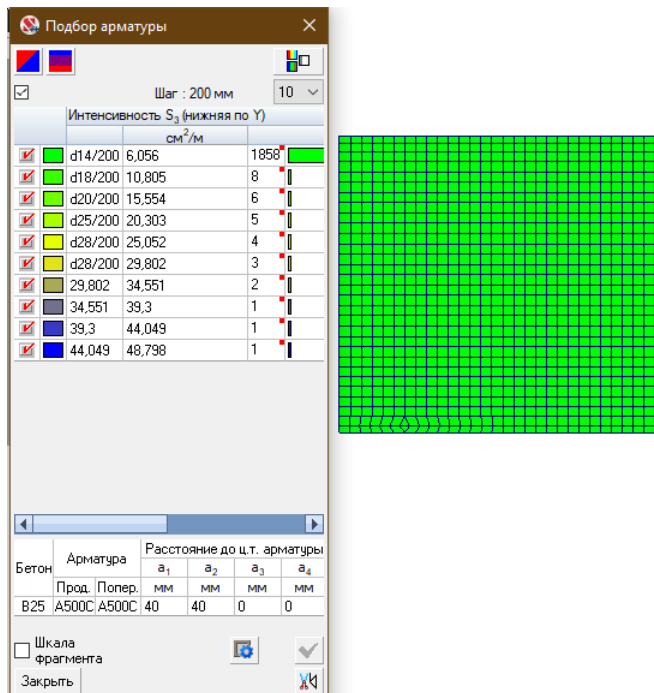 Подбор арматуры
Шаг : 200 мм 10
Интенсивность S3 (нижняя по Y)
см2/м
d14/200 6,056 1858
d18/200 10,805 8
d20/200 15,554 6
d25/200 20,303 5
d28/200 25,052 4
d28/200 29,802 3
29,802 34,551 2
34,551 39,3 1
39,3 44,049 1
44,049 48,798 1
Бетон Арматура Расстояние до ц.т. арматуры
a1 a2 a3 a4
Прод. Попер. мм мм мм мм
B25 A500C A500C 40 40 0 0
Шкала
фрагмента
Закрыть